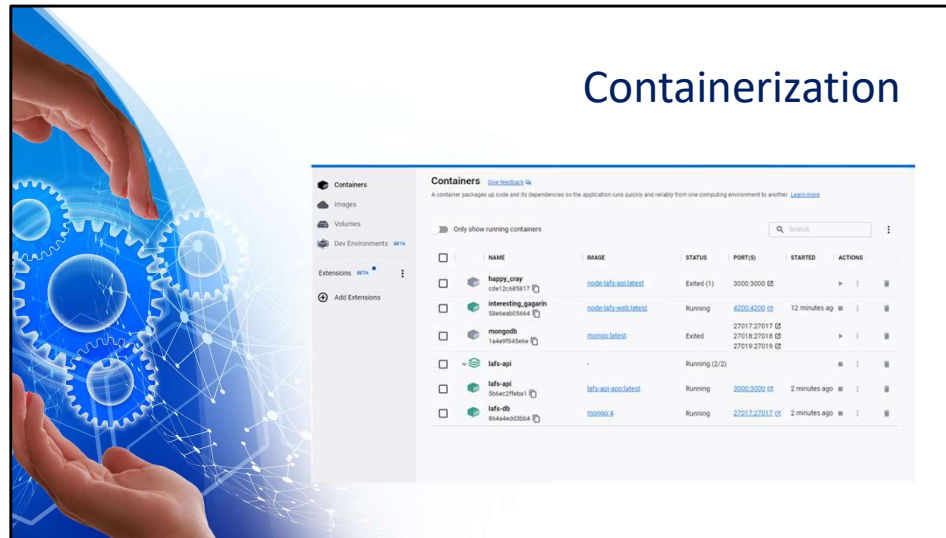 Containerization
Containers
Images
Volumes
Dev Environments BETA
Extensions BETA
Add Extensions
Containers Give feedback
A container packages up code and its dependencies so the application runs quickly and reliably from one computing environment to another. Learn more
Only show running containers
Search
NAME IMAGE STATUS PORT(S) STARTED ACTIONS
happy_cray
cde12c685817
node-lafs-api:latest Exited (1) 3000:3000
interesting_gagarin
58e6eab05664
node-lafs-web:latest Running 4200:4200 12 minutes ag
mongodb
1a4e9f045e6e
mongo:latest Exited
27017:27017
27018:27018
27019:27019
lafs-api - Running (2/2)
lafs-api
5b6ec2ffeba1
lafs-api-app:latest Running 3000:3000 2 minutes ago
lafs-db
864a4edd3bb4
mongo:4 Running 27017:27017 2 minutes ago